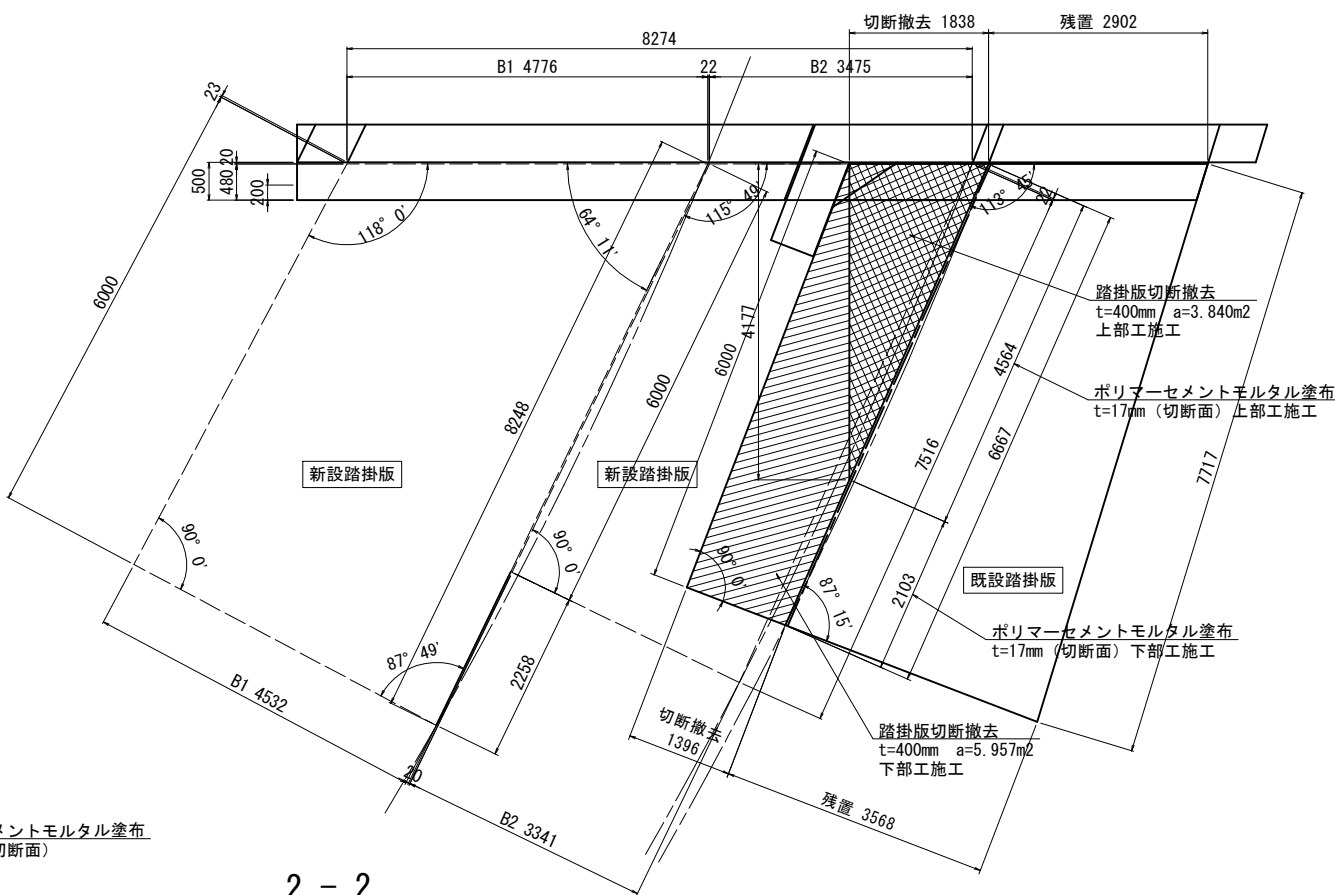 切断撤去 1838
残置 2902
8274
B1 4776
22
B2 3475
23
20
500
480
200
118° 0′
64° 11′
115° 49′
113° 45′
22
6000
4177
6000
踏掛版切断撤去
t=400mm a=3.840m2
上部工施工
4564
ポリマーセメントモルタル塗布
t=17mm（切断面）上部工施工
8248
6000
7516
6667
7717
新設踏掛版
新設踏掛版
90° 0′
90° 0′
90° 0′
87° 15′
既設踏掛版
2103
ポリマーセメントモルタル塗布
t=17mm（切断面）下部工施工
87° 49′
2258
B1 4532
切断撤去
1396
踏掛版切断撤去
t=400mm a=5.957m2
下部工施工
20
残置 3568
B2 3341
メントモルタル塗布
切断面）
2 - 2